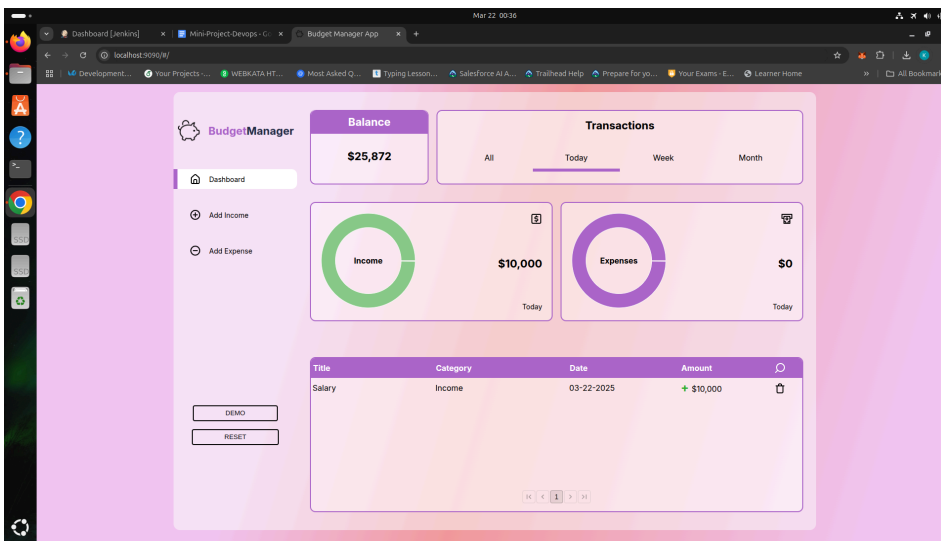 Mar 22 00:36
Dashboard [Jenkins]
Mini-Project-Devops - G
Budget Manager App
localhost:9090/#/
Development...
Your Projects -...
WEBKATA HT...
Most Asked Q...
Typing Lesson...
Salesforce AI A...
Trailhead Help
Prepare for yo...
Your Exams - E...
Learner Home
All Bookmark
BudgetManager
Dashboard
Add Income
Add Expense
DEMO
RESET
Balance
$25,872
Transactions
All Today Week Month
Income
$10,000
Today
Expenses
$0
Today
Title Category Date Amount
Salary Income 03-22-2025 + $10,000
1
SSD
SSD